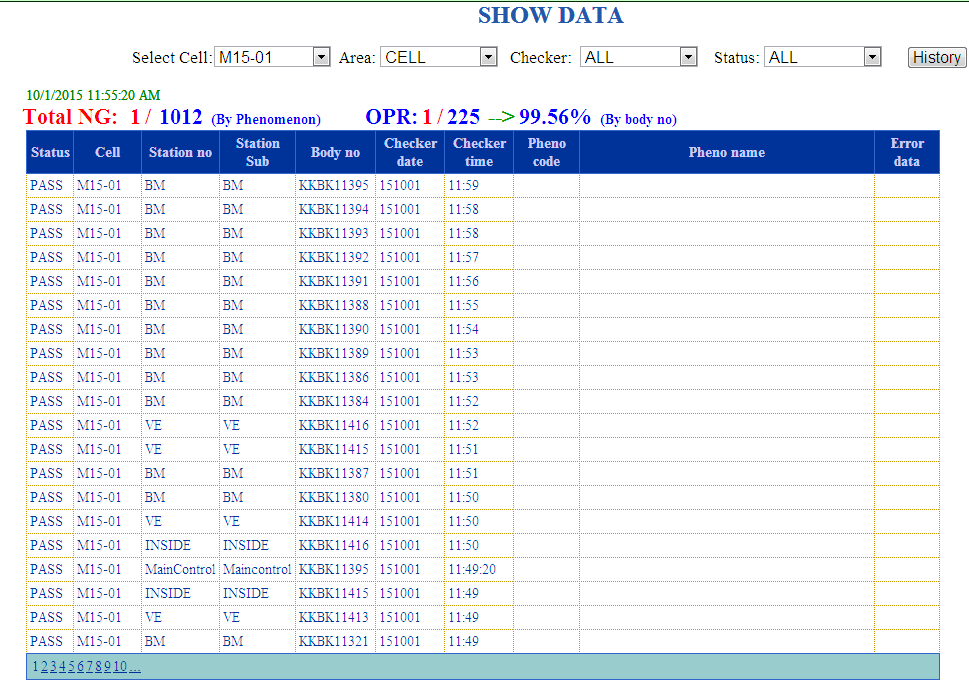 SHOW DATA
Select Cell: M15-01 Area: CELL Checker: ALL Status: ALL History
10/1/2015 11:55:20 AM
Total NG: 1 / 1012 (By Phenomenon) OPR: 1 / 225 --> 99.56% (By body no)
Status Cell Station no Station Sub Body no Checker date Checker time Pheno code Pheno name Error data
PASS M15-01 BM BM KKBK11395 151001 11:59
PASS M15-01 BM BM KKBK11394 151001 11:58
PASS M15-01 BM BM KKBK11393 151001 11:58
PASS M15-01 BM BM KKBK11392 151001 11:57
PASS M15-01 BM BM KKBK11391 151001 11:56
PASS M15-01 BM BM KKBK11388 151001 11:55
PASS M15-01 BM BM KKBK11390 151001 11:54
PASS M15-01 BM BM KKBK11389 151001 11:53
PASS M15-01 BM BM KKBK11386 151001 11:53
PASS M15-01 BM BM KKBK11384 151001 11:52
PASS M15-01 VE VE KKBK11416 151001 11:52
PASS M15-01 VE VE KKBK11415 151001 11:51
PASS M15-01 BM BM KKBK11387 151001 11:51
PASS M15-01 BM BM KKBK11380 151001 11:50
PASS M15-01 VE VE KKBK11414 151001 11:50
PASS M15-01 INSIDE INSIDE KKBK11416 151001 11:50
PASS M15-01 MainControl Maincontrol KKBK11395 151001 11:49:20
PASS M15-01 INSIDE INSIDE KKBK11415 151001 11:49
PASS M15-01 VE VE KKBK11413 151001 11:49
PASS M15-01 BM BM KKBK11321 151001 11:49
1 2 3 4 5 6 7 8 9 10 ...